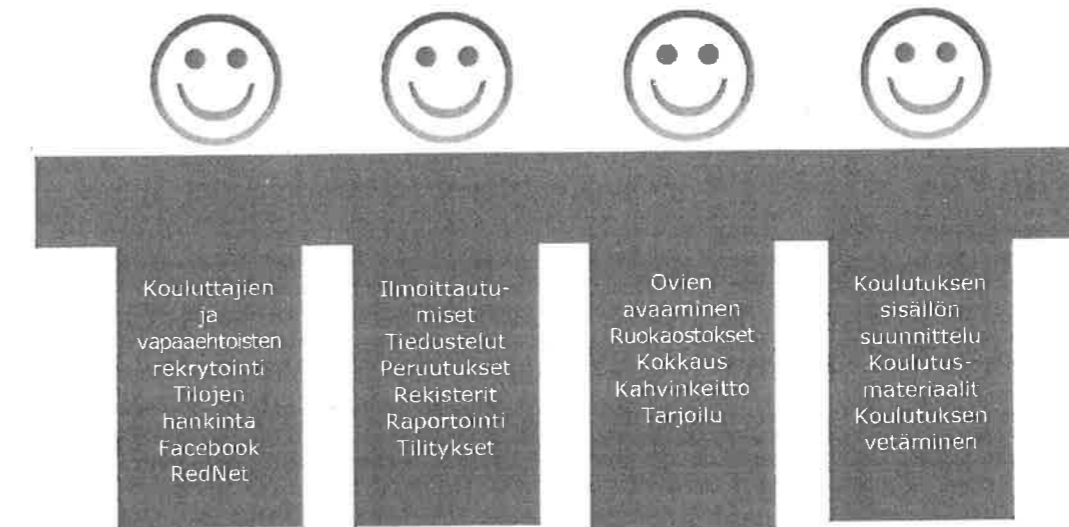 Kouluttajien
ja
vapaaehtoisten
rekrytointi
Tilojen
hankinta
Facebook
RedNet
Ilmoittautu-
miset
Tiedustelut
Peruutukset
Rekisterit
Raportointi
Tilitykset
Ovien
avaaminen
Ruokaostokset
Kokkaus
Kahvinkeitto
Tarjoilu
Koulutuksen
sisällön
suunnittelu
Koulutus-
materiaalit
Koulutuksen
vetäminen